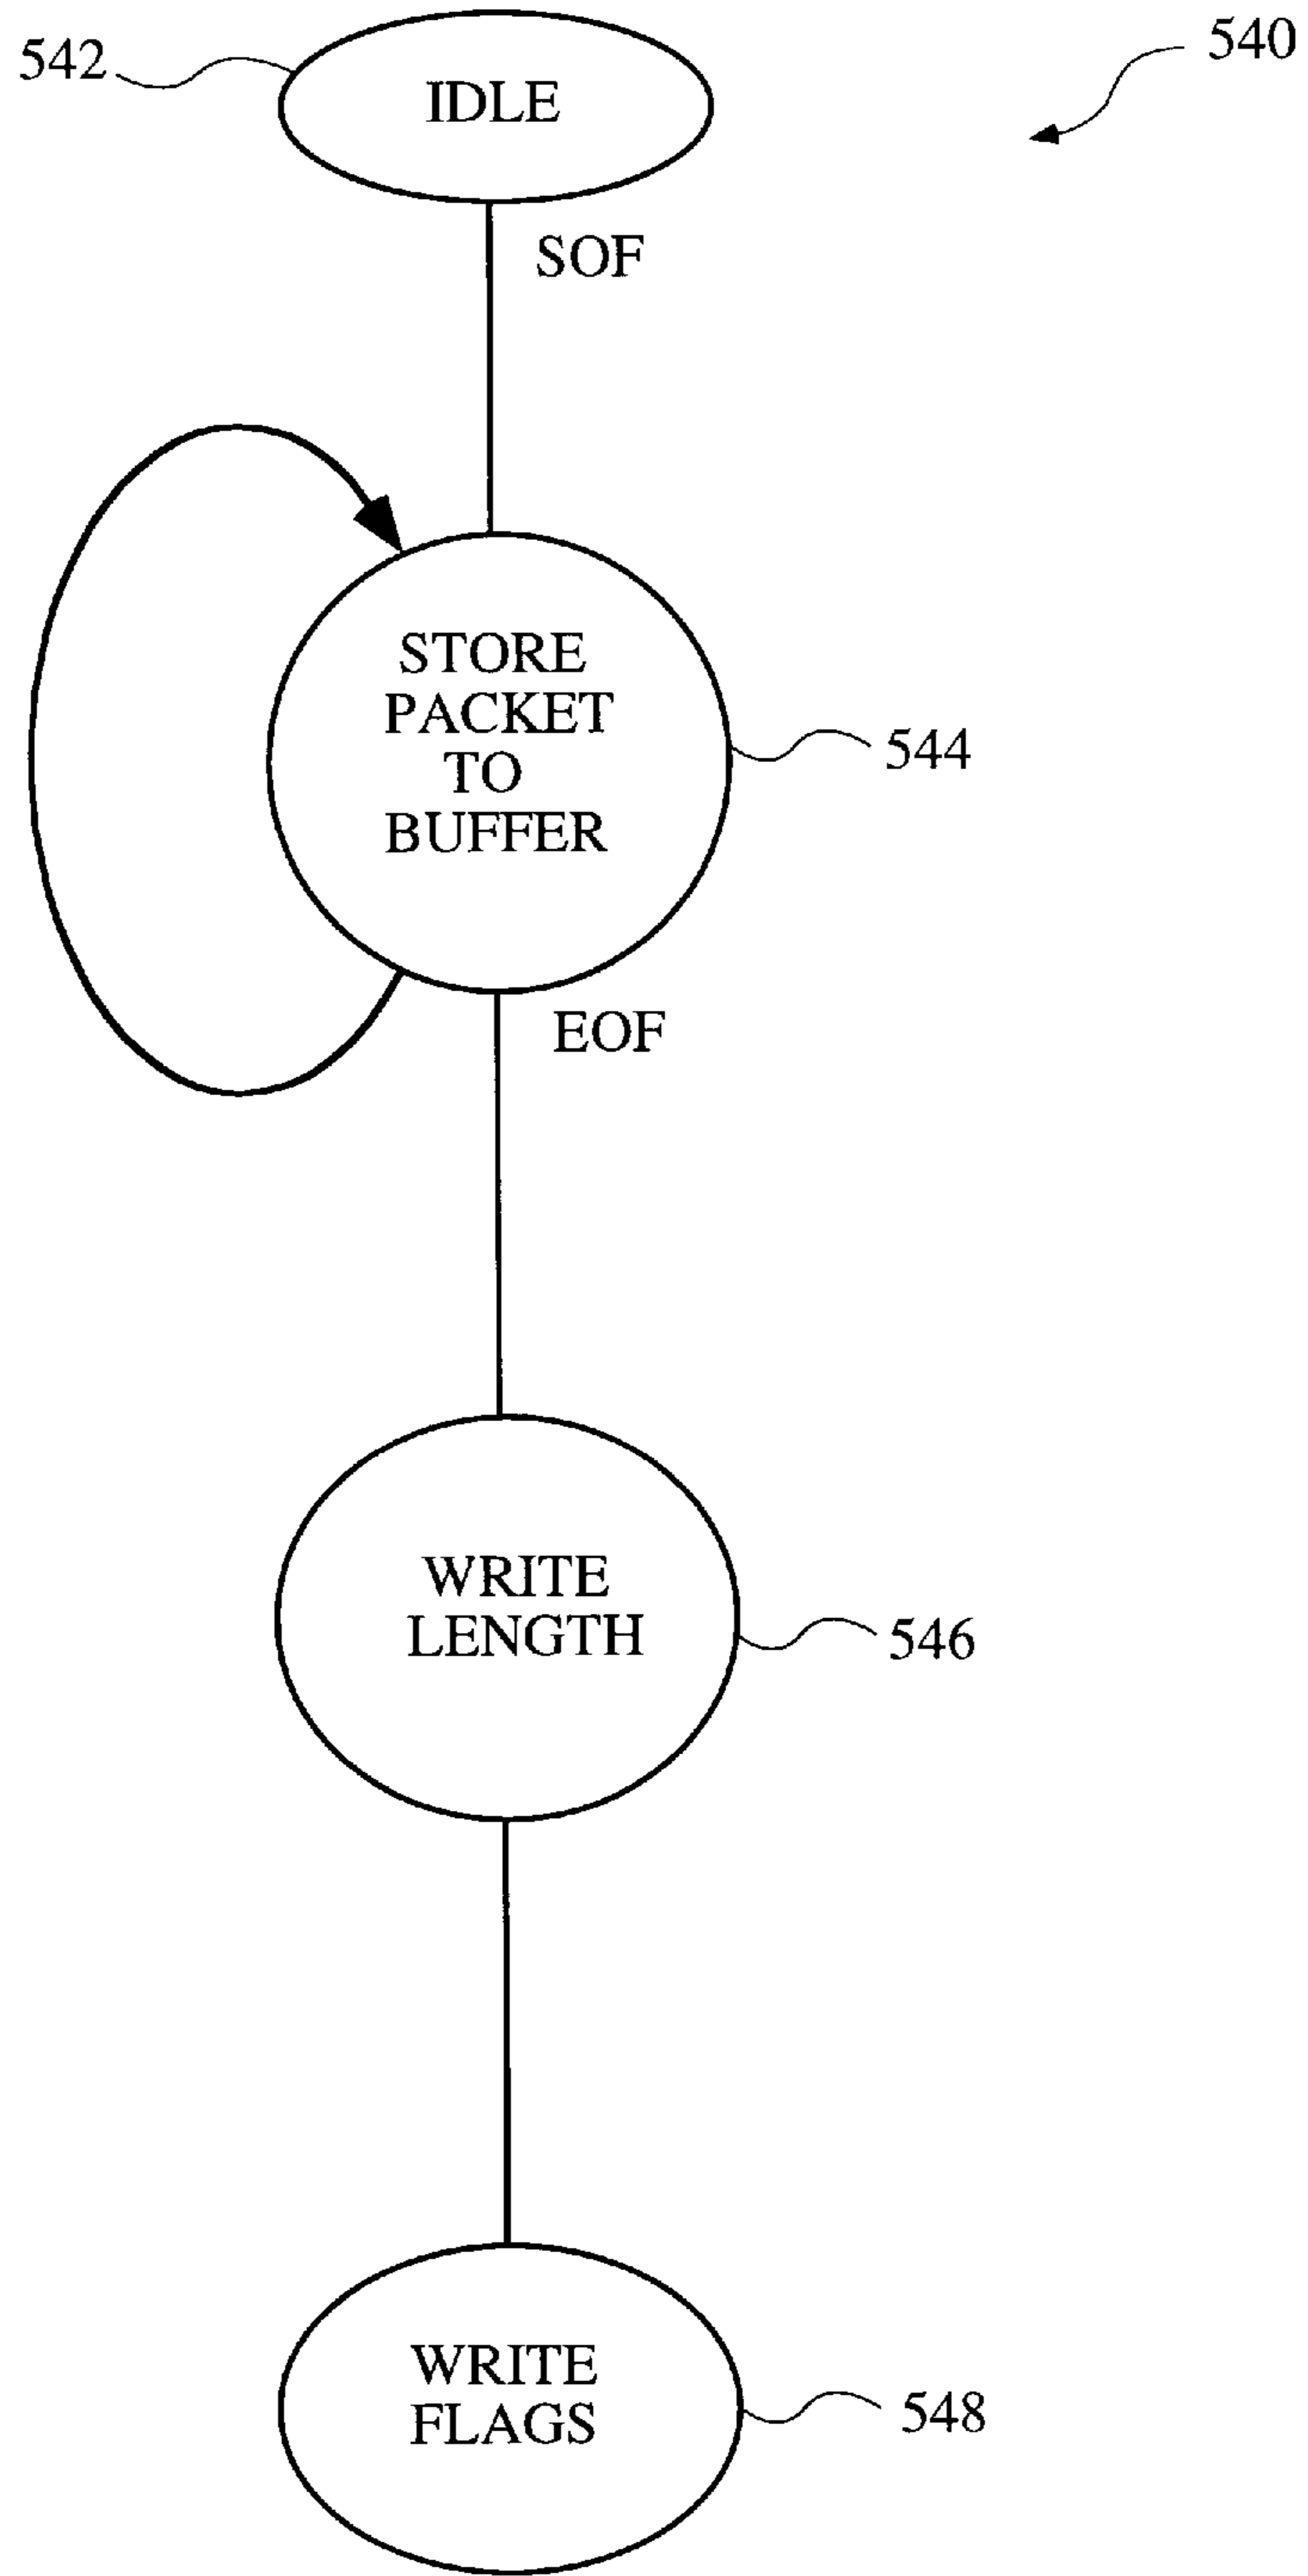 542
IDLE
540
SOF
STORE
PACKET
TO
BUFFER
544
EOF
WRITE
LENGTH
546
WRITE
FLAGS
548